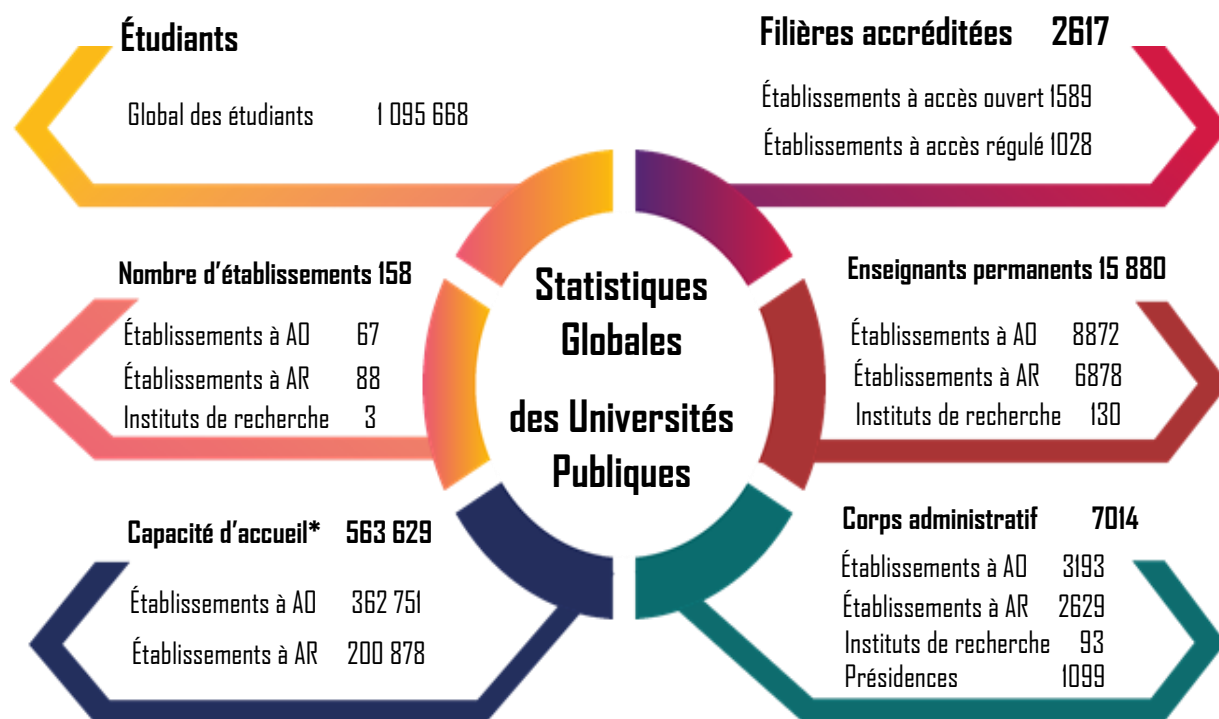 Étudiants
Global des étudiants 1 095 668
Filières accréditées 2617
Établissements à accès ouvert 1589
Établissements à accès régulé 1028
Nombre d'établissements 158
Établissements à AO 67
Établissements à AR 88
Instituts de recherche 3
Statistiques
Globales
des Universités
Publiques
Enseignants permanents 15 880
Établissements à AO 8872
Établissements à AR 6878
Instituts de recherche 130
Capacité d'accueil* 563 629
Établissements à AO 362 751
Établissements à AR 200 878
Corps administratif 7014
Établissements à AO 3193
Établissements à AR 2629
Instituts de recherche 93
Présidences 1099